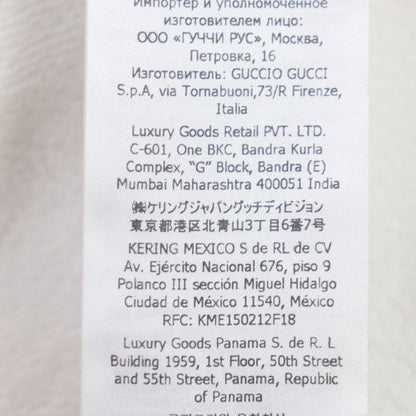 Импортер и уполномоченное
изготовителем лицо:
ООО «ГУЧЧИ РУС», Москва,
Петровка, 16
Изготовитель: GUCCIO GUCCI
S.p.A, via Tornabuoni,73/R Firenze,
Italia
Luxury Goods Retail PVT. LTD.
C-601, One BKC, Bandra Kurla
Complex, “G” Block, Bandra (E)
Mumbai Maharashtra 400051 India
㈱ケリングジャパングッチディビジョン
東京都港区北青山3丁目6番7号
KERING MEXICO S de RL de CV
Av. Ejército Nacional 676, piso 9
Polanco III sección Miguel Hidalgo
Ciudad de México 11540, México
RFC: KME150212F18
Luxury Goods Panama S. de R. L
Building 1959, 1st Floor, 50th Street
and 55th Street, Panama, Republic
of Panama